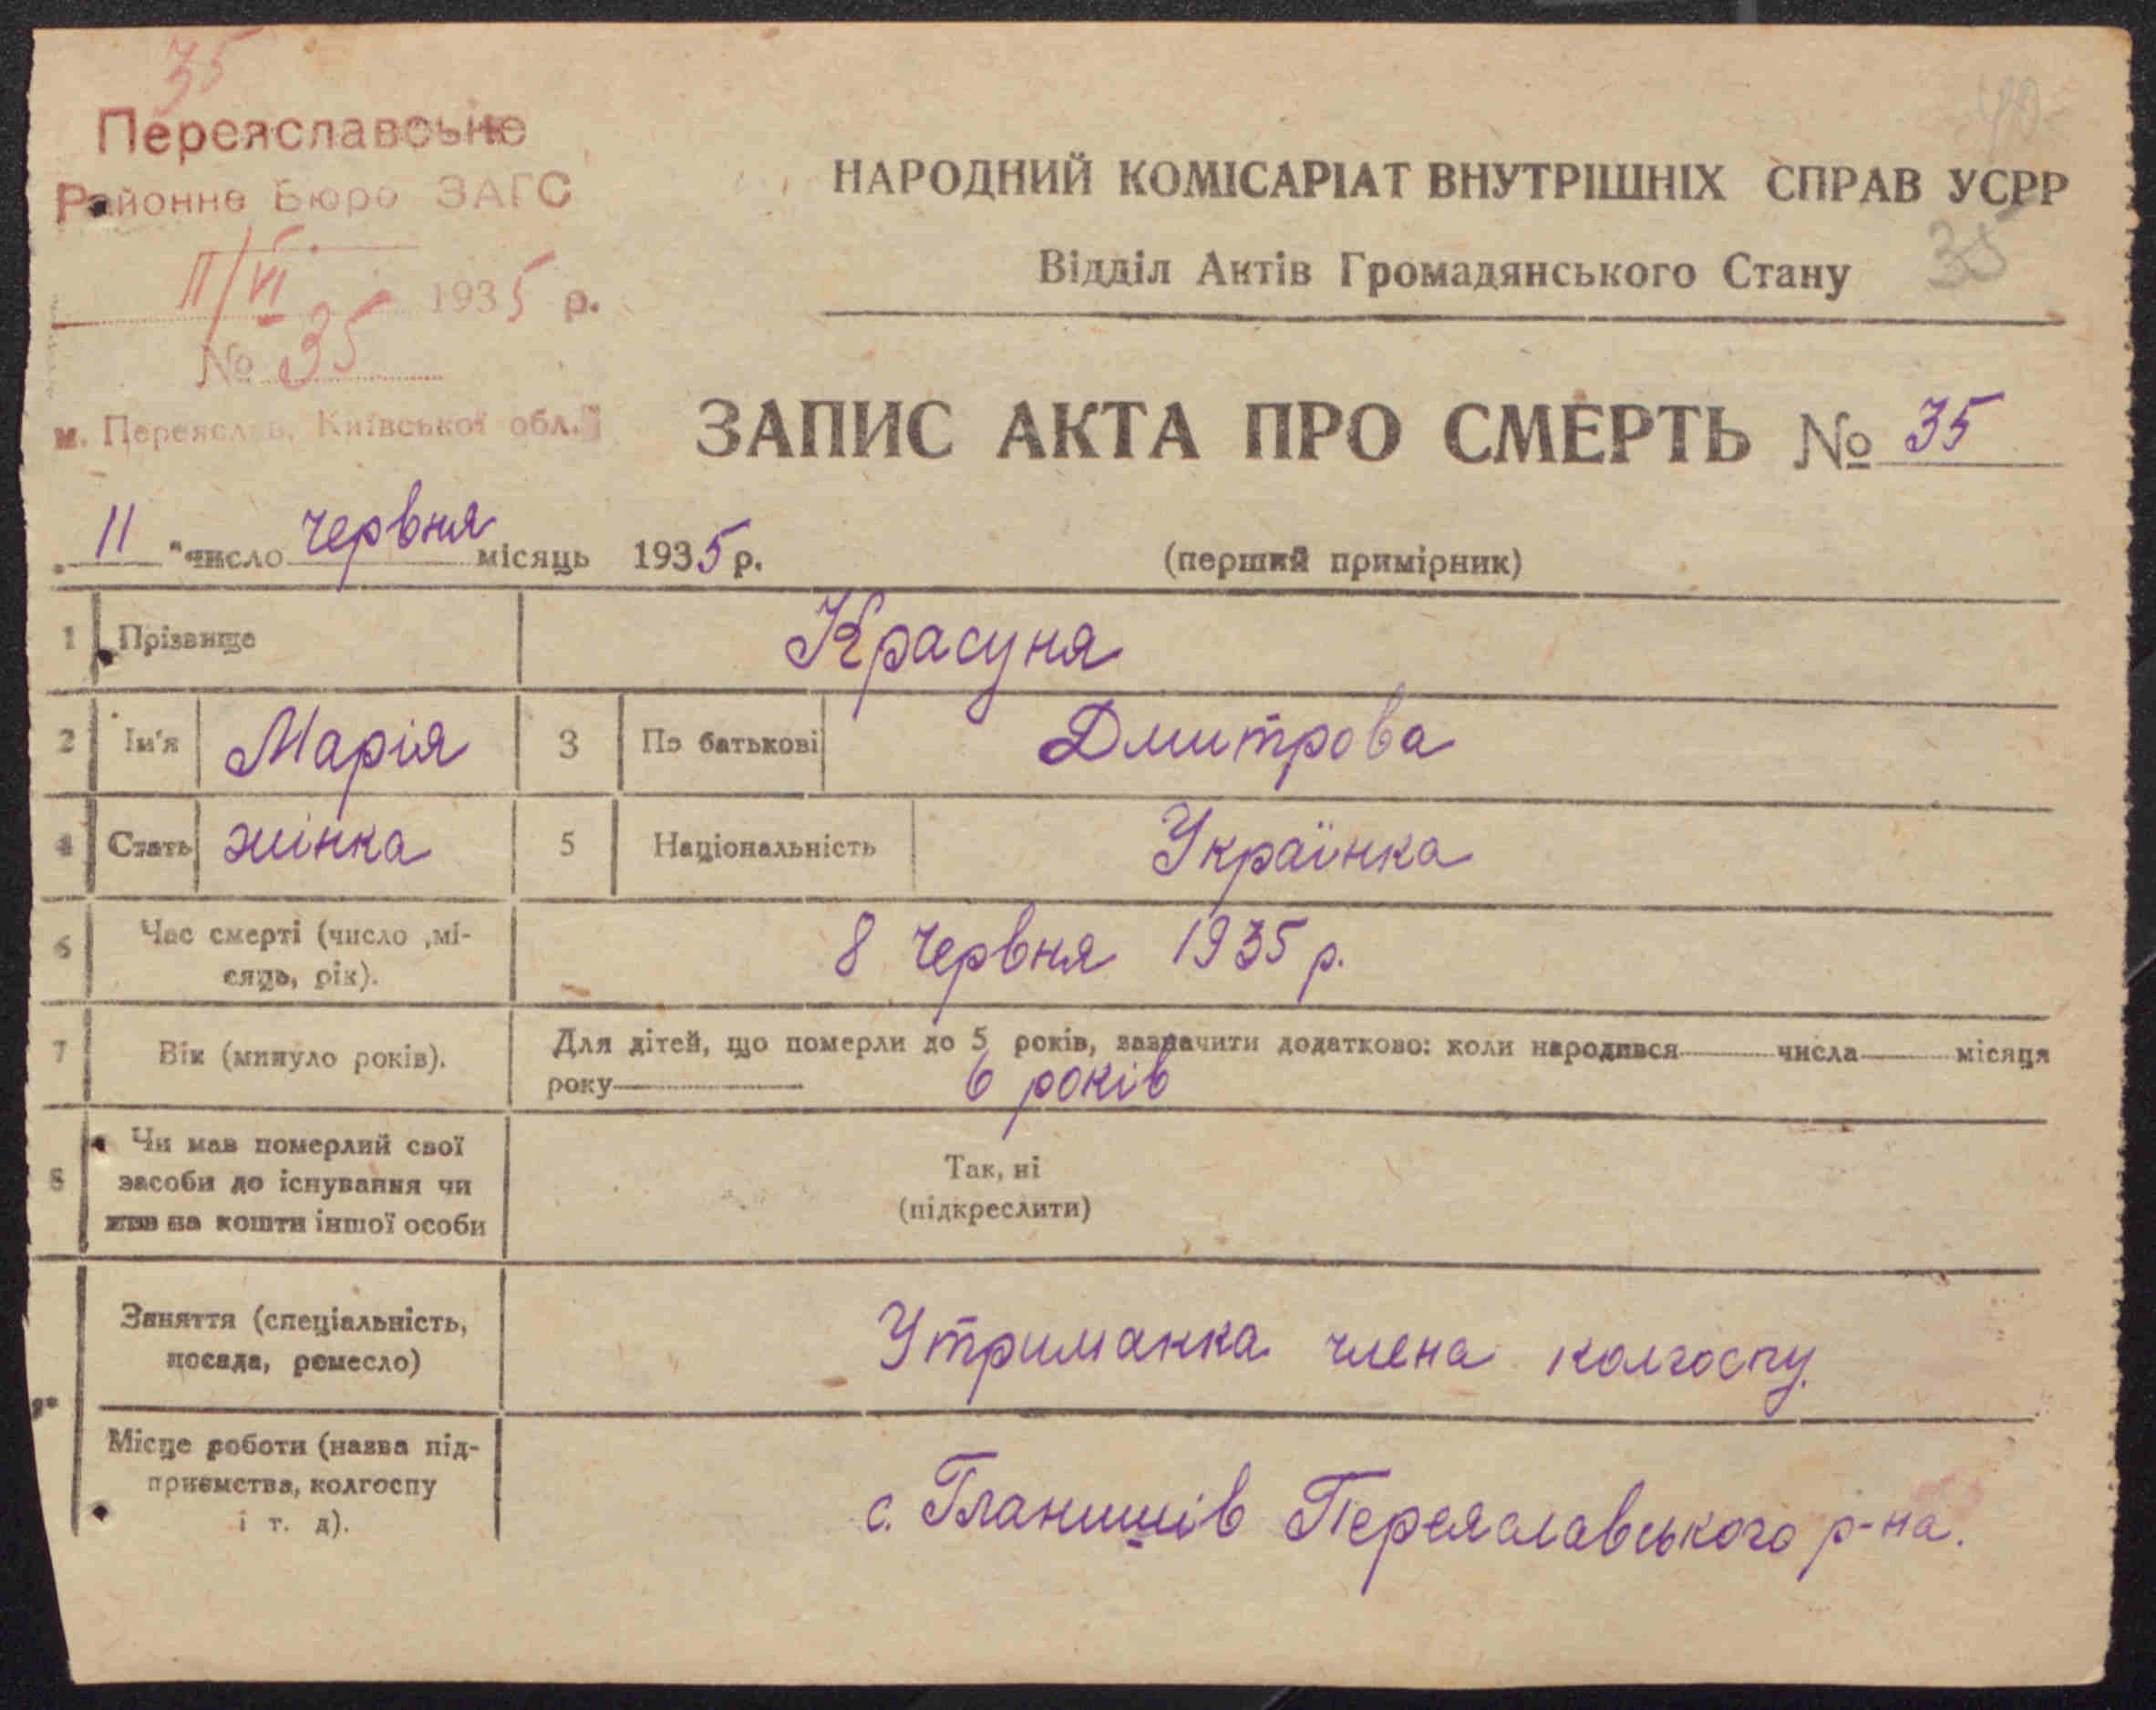 35
Переяславське
Районне Бюро ЗАГС
11/VI 1935 р.
№ 35
м. Переяслав, Київської обл.
НАРОДНИЙ КОМІСАРІАТ ВНУТРІШНІХ СПРАВ УСРР
Відділ Актів Громадянського Стану
35
ЗАПИС АКТА ПРО СМЕРТЬ № 35
„ 11 “ число червня місяць 1935 р.
(перший примірник)
1 Прізвище Красуня
2 Ім'я Марія 3 По батькові Дмитрова
4 Стать жінка 5 Національність Українка
6 Час смерті (число ,мі-
сяць, рік).
8 червня 1935 р.
7 Вік (минуло років).
Для дітей, що померли до 5 років, зазначити додатково: коли народився числа місяця
року 6 років
8 Чи мав померлий свої
засоби до існування чи
жив на кошти іншої особи
Так, ні
(підкреслити)
Заняття (спеціальність,
посада, ремесло)
Утриманка члена колгоспу.
Місце роботи (назва під-
приємства, колгоспу
і т. д).
с. Гланишів Переяславського р-на.